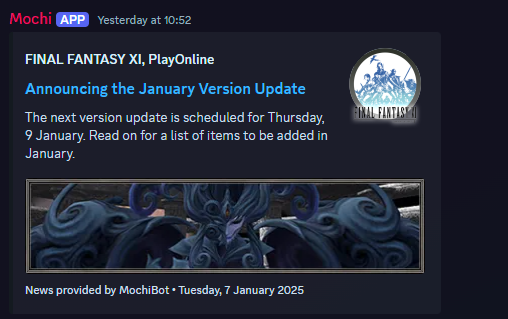 Mochi APP Yesterday at 10:52
FINAL FANTASY XI, PlayOnline
Announcing the January Version Update
The next version update is scheduled for Thursday,
9 January. Read on for a list of items to be added in
January.
FINAL FANTASY XI
News provided by MochiBot • Tuesday, 7 January 2025